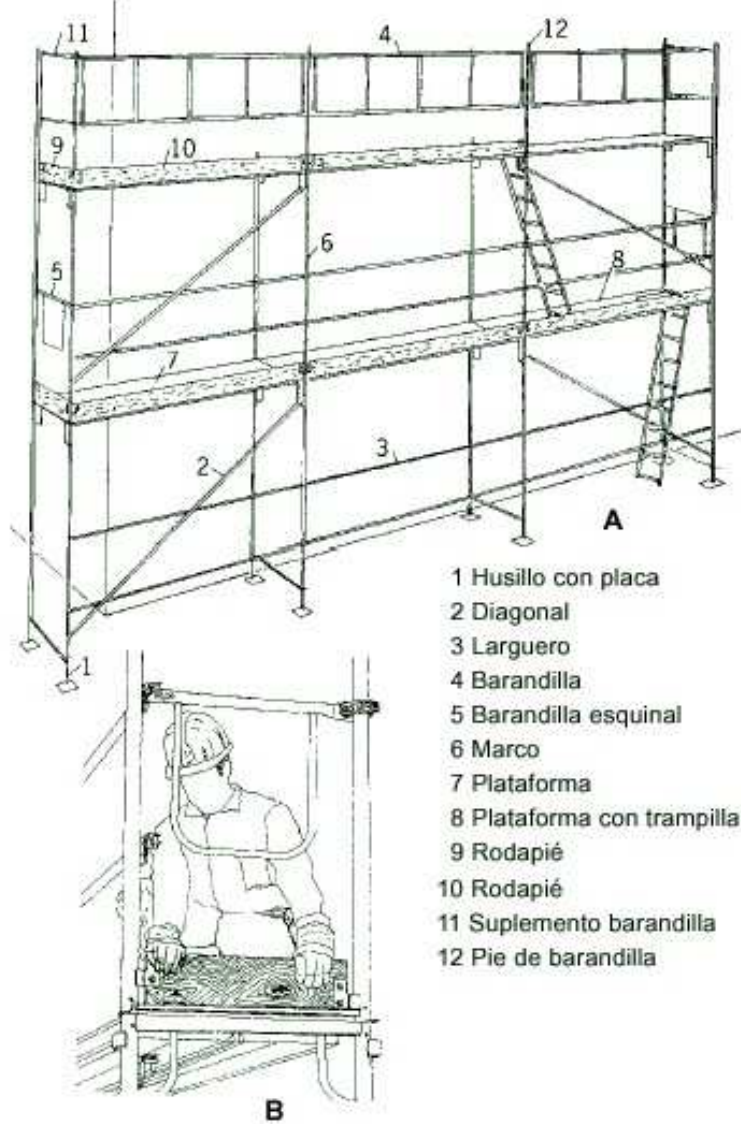 11
4
12
9
10
6
5
8
7
2
3
A
1 Husillo con placa
2 Diagonal
3 Larguero
4 Barandilla
5 Barandilla esquinal
6 Marco
7 Plataforma
8 Plataforma con trampilla
9 Rodapié
10 Rodapié
11 Suplemento barandilla
12 Pie de barandilla
1
B